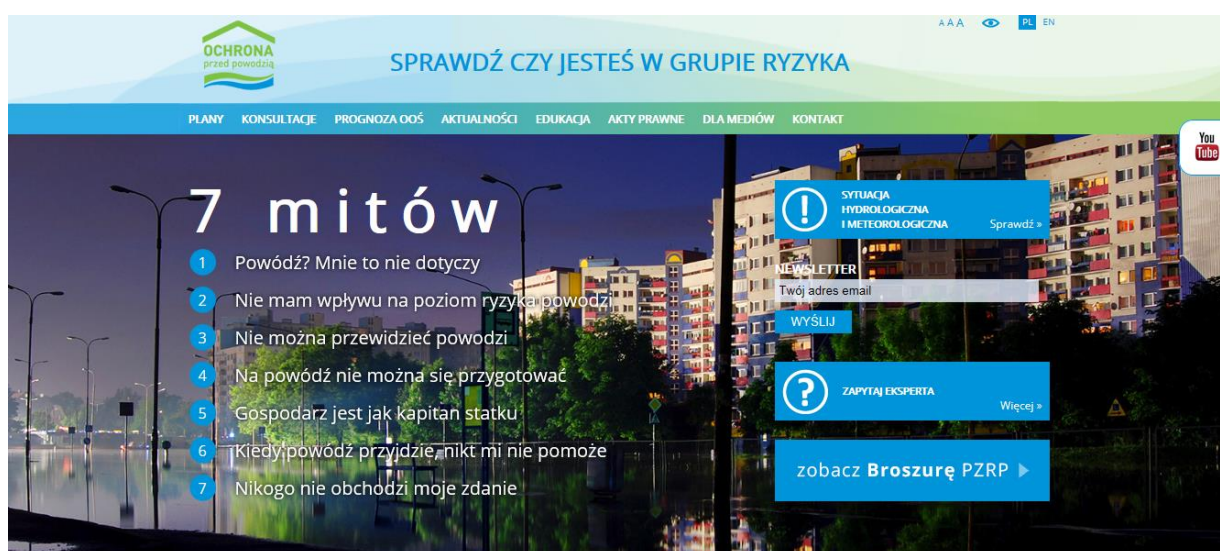 A A A PL EN
OCHRONA
przed powodzią
SPRAWDŹ CZY JESTEŚ W GRUPIE RYZYKA
PLANY KONSULTACJE PROGNOZA OOŚ AKTUALNOŚCI EDUKACJA AKTY PRAWNE DLA MEDIÓW KONTAKT
You
Tube
7 mitów
1 Powódź? Mnie to nie dotyczy
2 Nie mam wpływu na poziom ryzyka powodzi
3 Nie można przewidzieć powodzi
4 Na powódź nie można się przygotować
5 Gospodarz jest jak kapitan statku
6 Kiedy powódź przyjdzie, nikt mi nie pomoże
7 Nikogo nie obchodzi moje zdanie
SYTUACJA
HYDROLOGICZNA
I METEOROLOGICZNA Sprawdź »
NEWSLETTER
Twój adres email
WYŚLIJ
ZAPYTAJ EKSPERTA
Więcej »
zobacz Broszurę PZRP